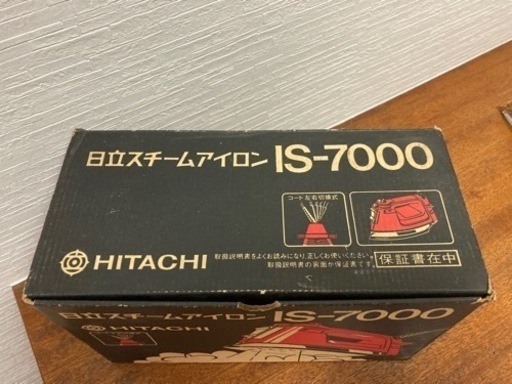 日立スチームアイロン IS-7000
コード左右切換式
取扱説明書をよくお読みになり、正しくお使いください。
取扱説明書の裏面が保証書です。
保証書在中
HITACHI
日立スチームアイロン IS-7000
HITACHI